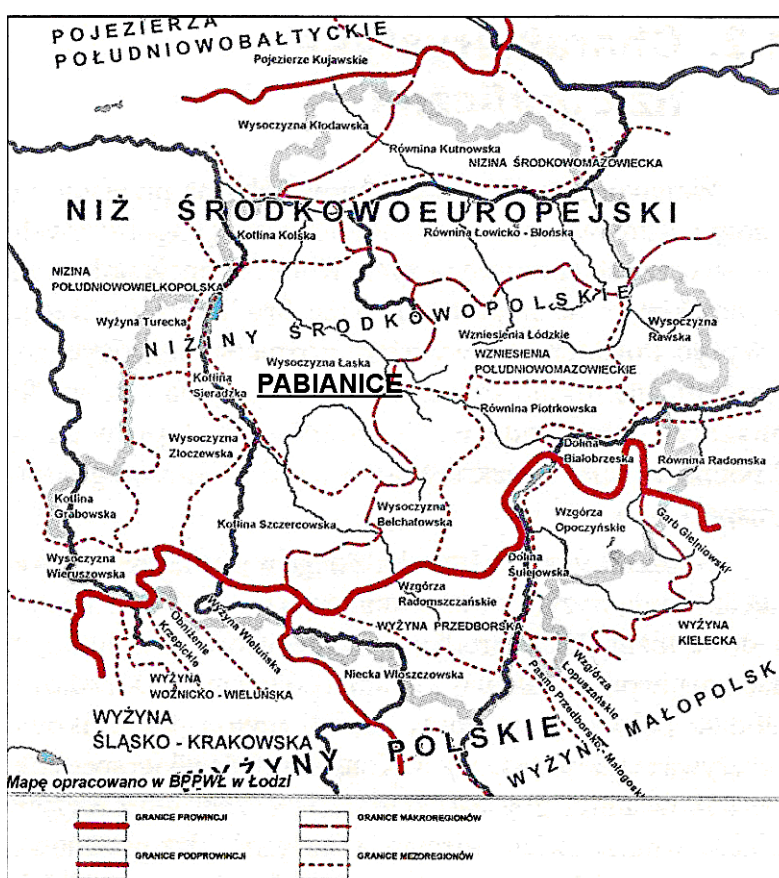 POJEZIERZA
POŁUDNIOWOBAŁTYCKIE
Pojezierze Kujawskie
Wysoczyzna Kłodawska
Równina Kutnowska
NIZINA ŚRODKOWOMAZOWIECKA
NIŻ ŚRODKOWOEUROPEJSKI
Kotlina Kolska
Równina Łowicko - Błońska
NIZINA
POŁUDNIOWOWIELKOPOLSKA
Wyżyna Turecka
NIZINY ŚRODKOWOPOLSKIE
Wzniesienia Łódzkie
Wysoczyzna
Rawska
Wysoczyzna Łaska
WZNIESIENIA
POŁUDNIOWOMAZOWIECKIE
Kotlina
Sieradzka
PABIANICE
Równina Piotrkowska
Wysoczyzna
Złoczewska
Dolina
Białobrzeska
Równina Radomska
Kotlina
Grabowska
Kotlina Szczercowska
Wysoczyzna
Bełchatowska
Wzgórza
Opoczyńskie
Garb Gielniowski
Wysoczyzna
Wieruszowska
Dolina
Sulejowska
Wzgórza
Radomszczańskie
Obniżenie
Krzepickie
Wyżyna Wieluńska
WYŻYNA PRZEDBORSKA
WYŻYNA
KIELECKA
WYŻYNA
WOŹNICKO - WIELUŃSKA
Niecka Włoszczowska
Wzgórza
Łopuszańskie
Pasmo Przedborsko - Małogoski
WYŻYNA
ŚLĄSKO - KRAKOWSKA
WYŻYNY POLSKIE
WYŻYN MAŁOPOLSK
Mapę opracowano w BPPWŁ w Łodzi
GRANICE PROWINCJI
GRANICE MAKROREGIONÓW
GRANICE PODPROWINCJI
GRANICE MEZOREGIONÓW